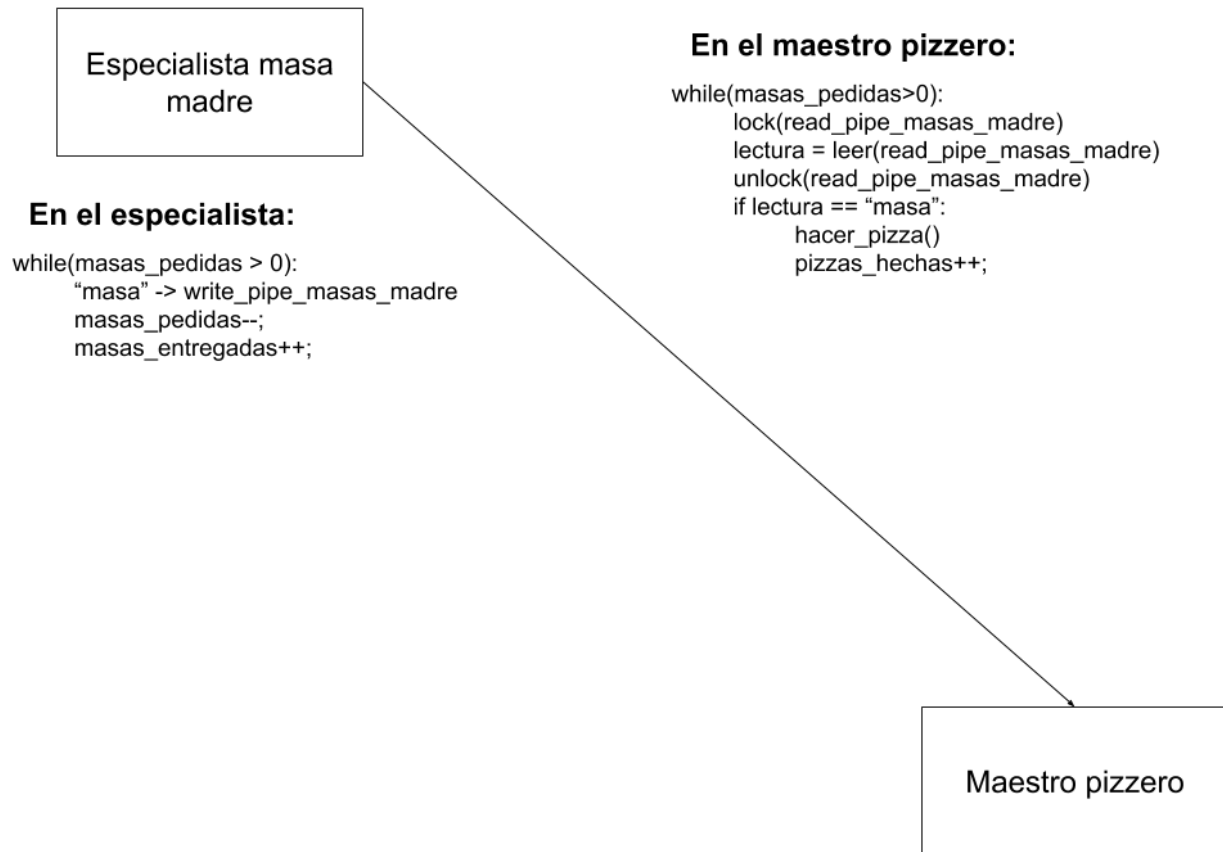 Especialista masa
madre
En el especialista:
while(masas_pedidas > 0):
“masa” -> write_pipe_masas_madre
masas_pedidas--;
masas_entregadas++;
En el maestro pizzero:
while(masas_pedidas>0):
lock(read_pipe_masas_madre)
lectura = leer(read_pipe_masas_madre)
unlock(read_pipe_masas_madre)
if lectura == “masa”:
hacer_pizza()
pizzas_hechas++;
Maestro pizzero